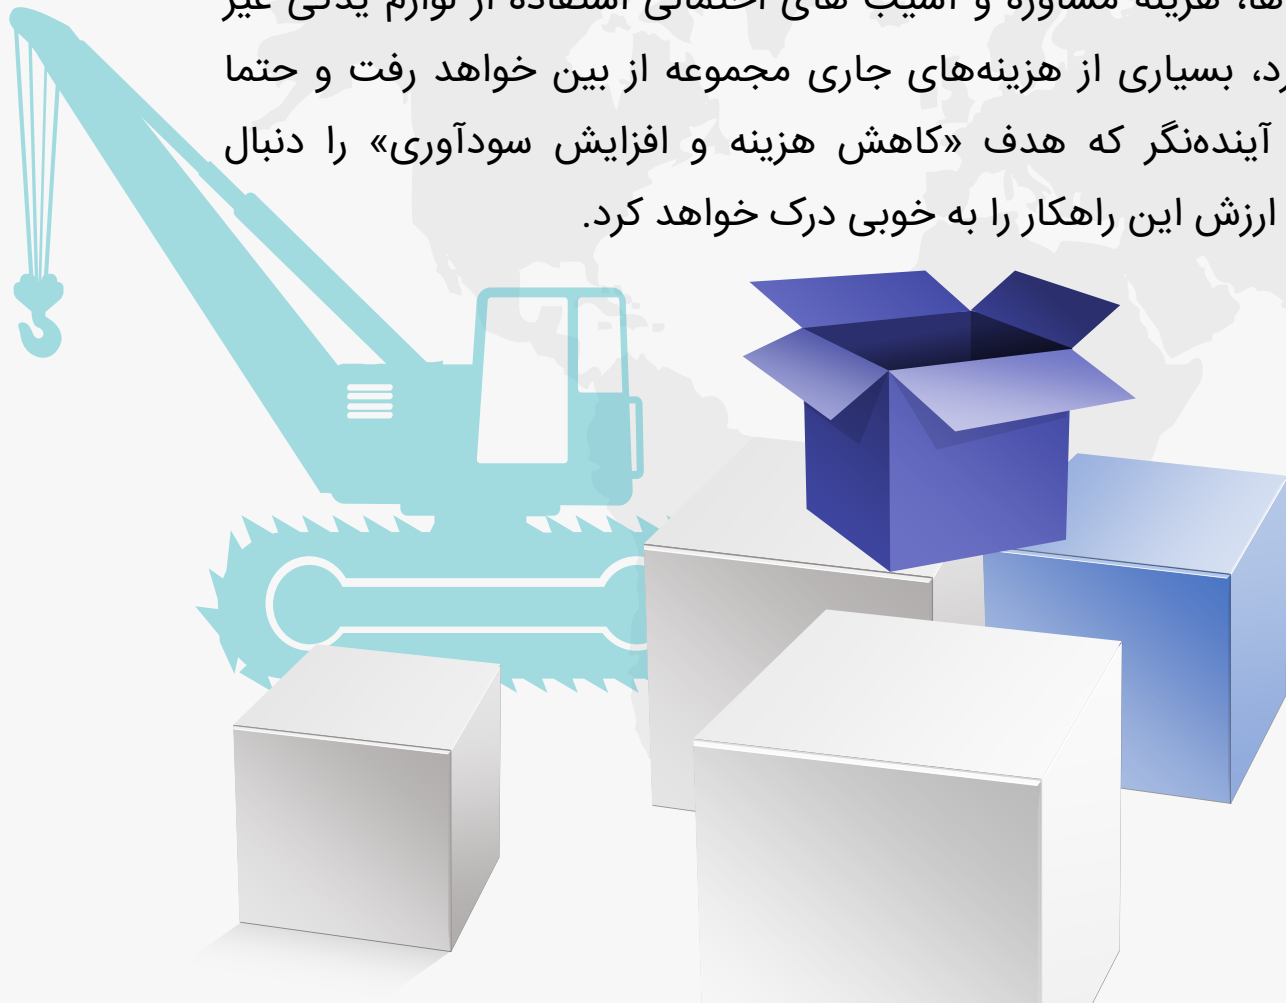 هزینه مشاوره و آسیب های احتمالی استفاده از لوازم یدکی غیر
بسیاری از هزینه‌های جاری مجموعه از بین خواهد رفت و حتما
آینده‌نگر که هدف «کاهش هزینه و افزایش سودآوری» را دنبال
ارزش این راهکار را به خوبی درک خواهد کرد.